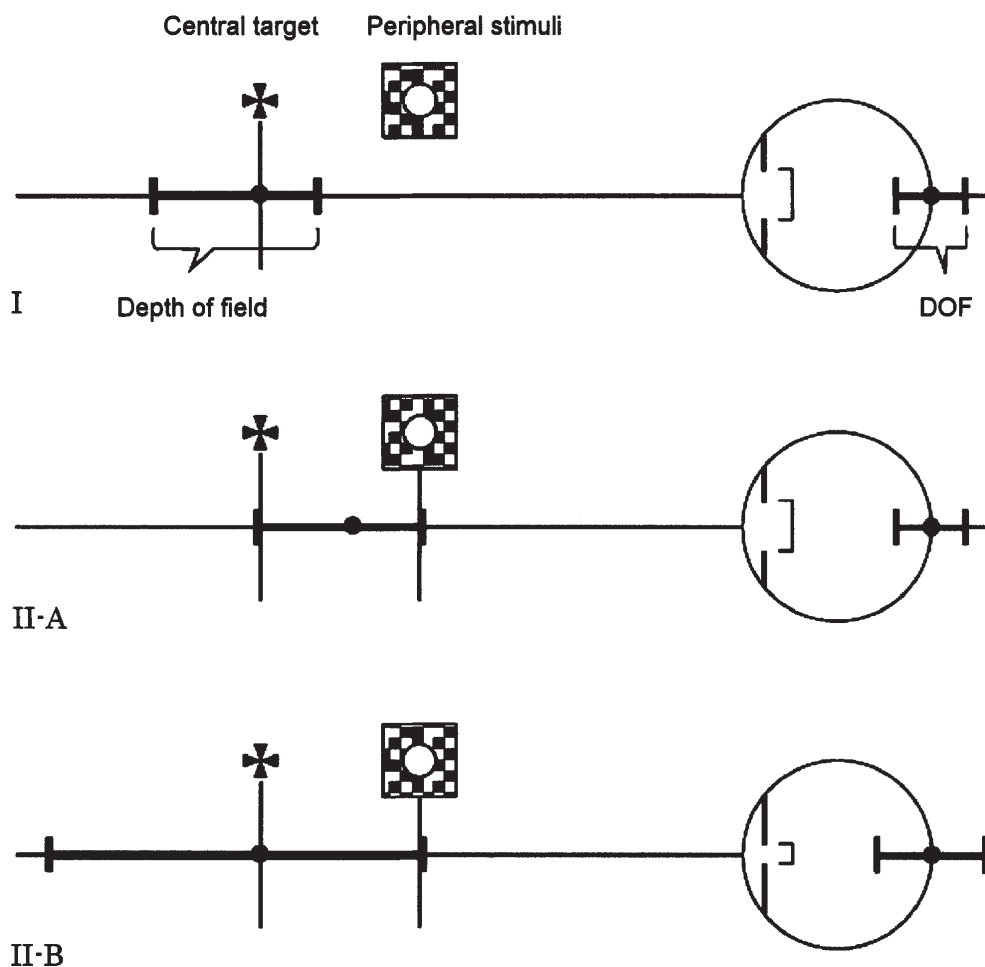 Central target Peripheral stimuli
I
Depth of field
DOF
II-A
II-B